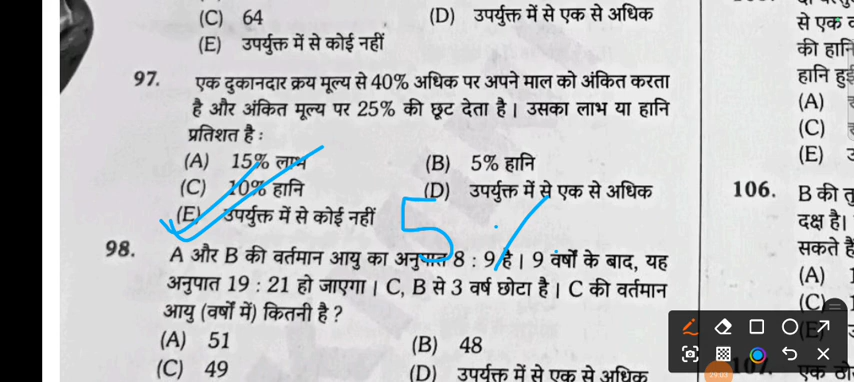 (C) 64
(D) उपर्युक्त में से एक से अधिक
(E) उपर्युक्त में से कोई नहीं
97. एक दुकानदार क्रय मूल्य से 40% अधिक पर अपने माल को अंकित करता
है और अंकित मूल्य पर 25% की छूट देता है। उसका लाभ या हानि
प्रतिशत है :
(A) 15% लाभ
(B) 5% हानि
(C) 10% हानि
(D) उपर्युक्त में से एक से अधिक
(E) उपर्युक्त में से कोई नहीं
5%
98. A और B की वर्तमान आयु का अनुपात 8 : 9 है। 9 वर्षों के बाद, यह
अनुपात 19 : 21 हो जाएगा। C, B से 3 वर्ष छोटा है। C की वर्तमान
आयु (वर्षों में) कितनी है ?
(A) 51
(B) 48
(C) 49
(D) उपर्युक्त में से एक से अधिक
से एक
की हानि
हानि हुई
(A)
(C)
(E)
106. B की
दक्ष है।
सकते है
(A)
(C)
(E)
107. एक
29:03